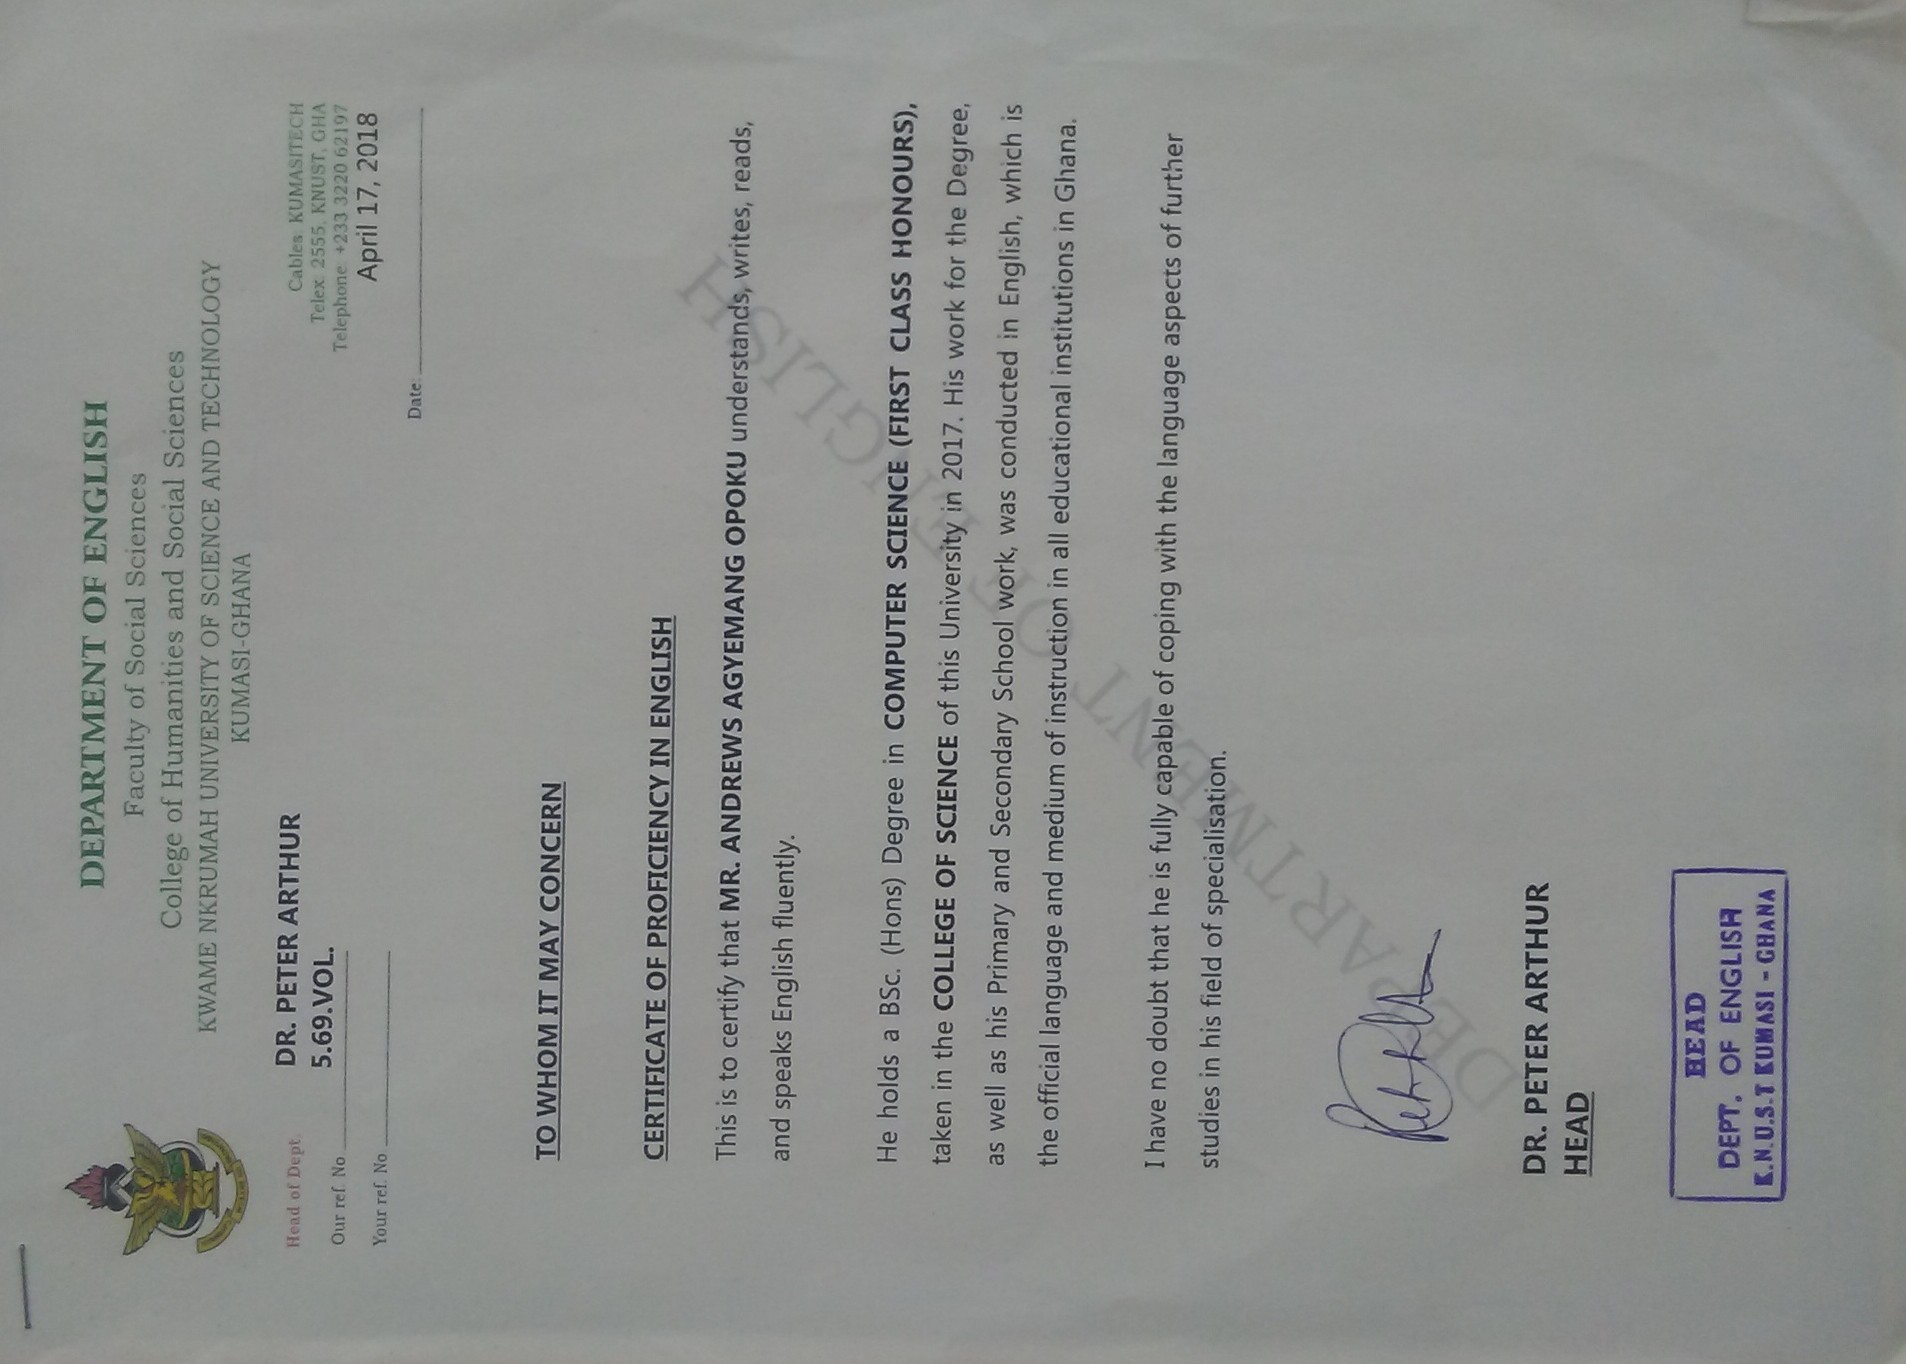 DEPARTMENT OF ENGLISH
Faculty of Social Sciences
College of Humanities and Social Sciences
KWAME NKRUMAH UNIVERSITY OF SCIENCE AND TECHNOLOGY
KUMASI-GHANA
Head of Dept. DR. PETER ARTHUR
Our ref. No 5.69.VOL.
Your ref. No
Cables: KUMASITECH
Telex: 2555, KNUST, GHA
Telephone: +233 3220 62197
April 17, 2018
Date:
TO WHOM IT MAY CONCERN
CERTIFICATE OF PROFICIENCY IN ENGLISH
This is to certify that MR. ANDREWS AGYEMANG OPOKU understands, writes, reads,
and speaks English fluently.
He holds a BSc. (Hons) Degree in COMPUTER SCIENCE (FIRST CLASS HONOURS),
taken in the COLLEGE OF SCIENCE of this University in 2017. His work for the Degree,
as well as his Primary and Secondary School work, was conducted in English, which is
the official language and medium of instruction in all educational institutions in Ghana.
I have no doubt that he is fully capable of coping with the language aspects of further
studies in his field of specialisation.
DEPARTMENT OF ENGLISH
DR. PETER ARTHUR
HEAD
HEAD
DEPT. OF ENGLISH
K.N.U.S.T KUMASI - GHANA